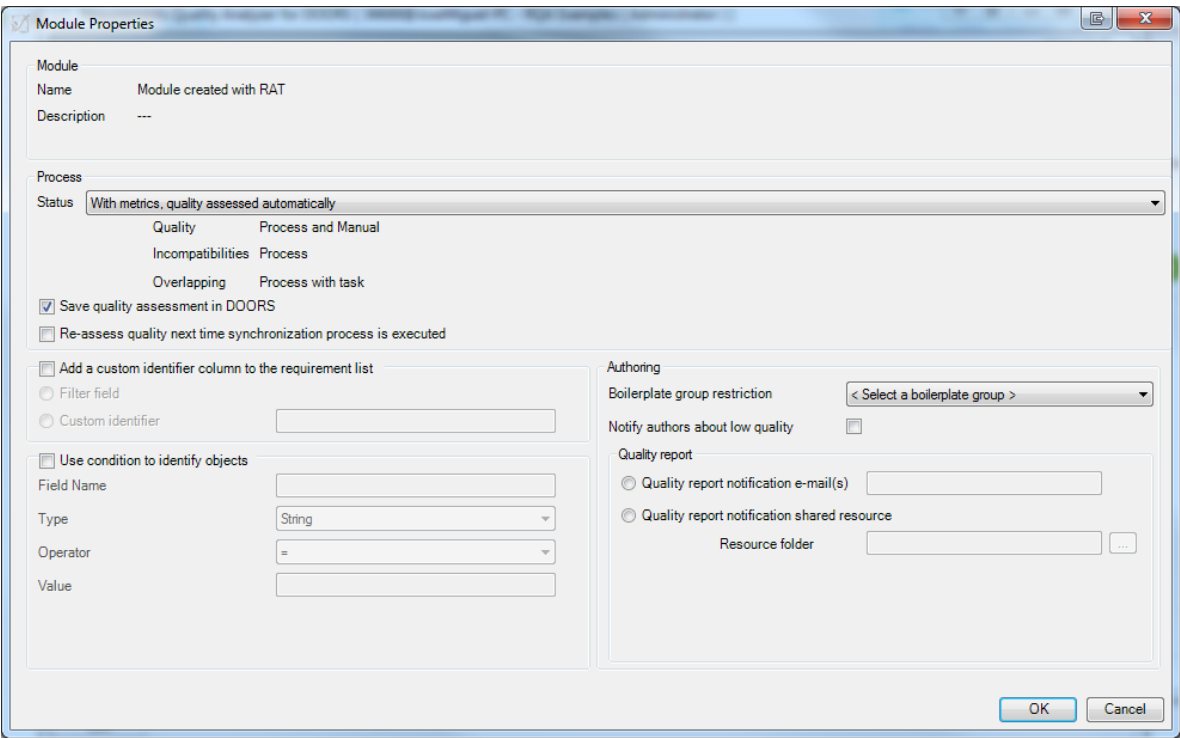 Quality Analyzer for DOORS
Module Properties
Module
Name Module created with RAT
Description ---
Process
Status With metrics, quality assessed automatically
Quality Process and Manual
Incompatibilities Process
Overlapping Process with task
Save quality assessment in DOORS
Re-assess quality next time synchronization process is executed
Add a custom identifier column to the requirement list
Filter field
Custom identifier
Use condition to identify objects
Field Name
Type String
Operator =
Value
Authoring
Boilerplate group restriction < Select a boilerplate group >
Notify authors about low quality
Quality report
Quality report notification e-mail(s)
Quality report notification shared resource
Resource folder ...
OK Cancel